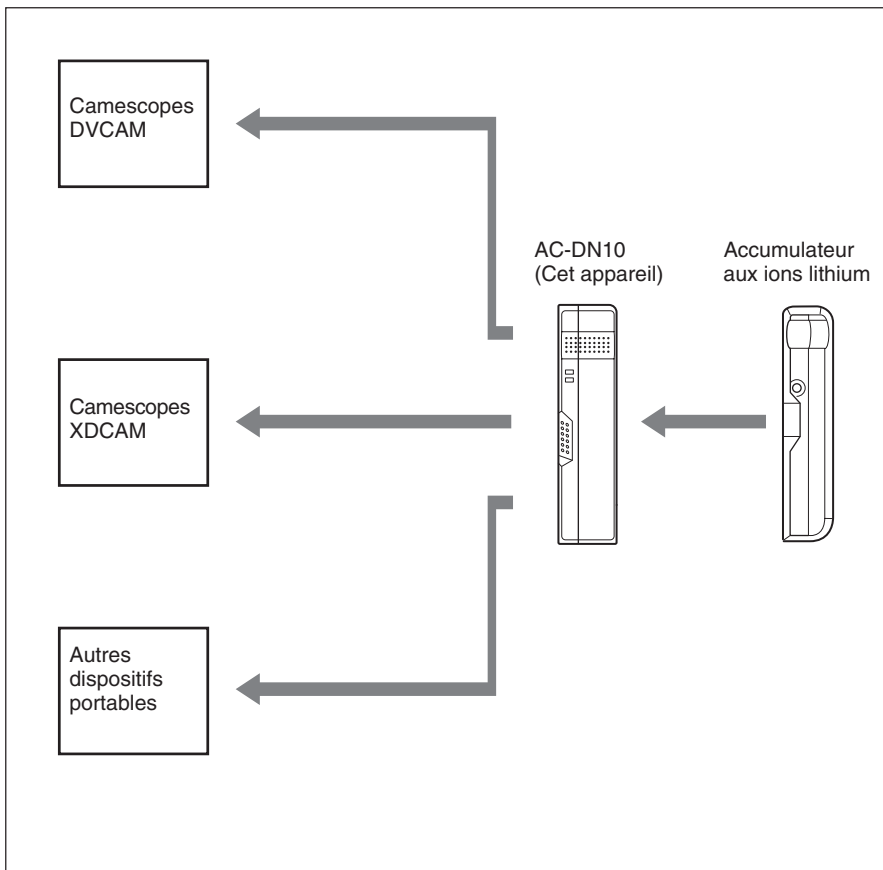 Camescopes
DVCAM
AC-DN10
(Cet appareil)
Accumulateur
aux ions lithium
Camescopes
XDCAM
Autres
dispositifs
portables